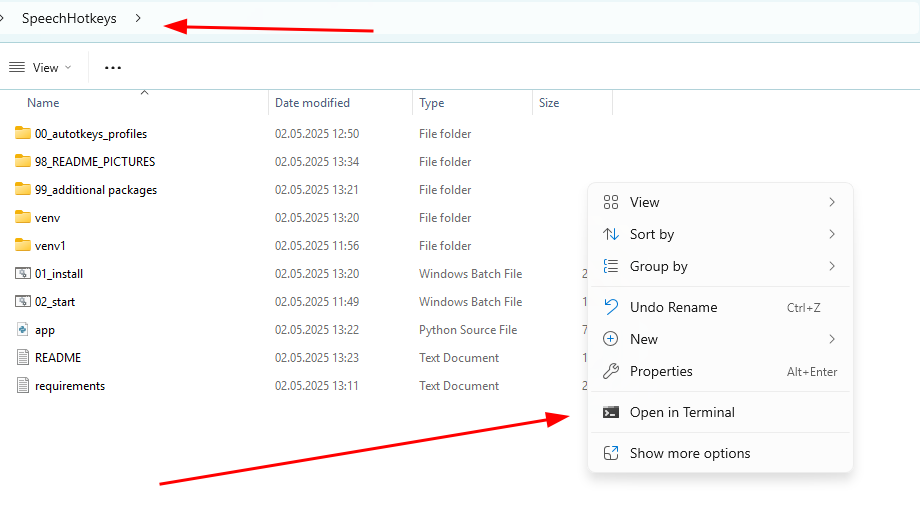 SpeechHotkeys
View
Name Date modified Type Size
00_autotkeys_profiles 02.05.2025 12:50 File folder
98_README_PICTURES 02.05.2025 13:34 File folder
99_additional packages 02.05.2025 13:21 File folder
venv 02.05.2025 13:20 File folder
venv1 02.05.2025 11:56 File folder
01_install 02.05.2025 13:20 Windows Batch File 2
02_start 02.05.2025 11:49 Windows Batch File 1
app 02.05.2025 13:22 Python Source File 7
README 02.05.2025 13:23 Text Document 1
requirements 02.05.2025 13:11 Text Document 2
View
Sort by
Group by
Undo Rename Ctrl+Z
New
Properties Alt+Enter
Open in Terminal
Show more options